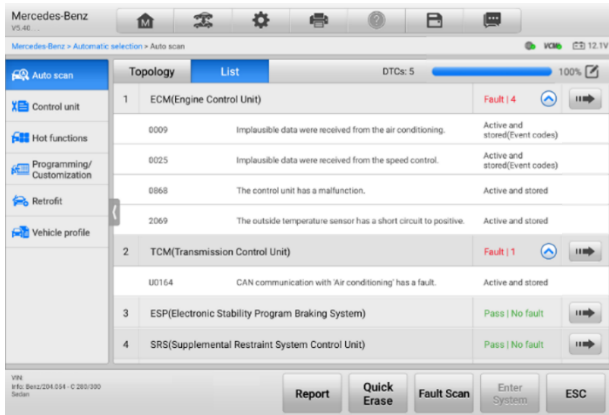 Mercedes-Benz
V5.40
Mercedes-Benz > Automatic selection > Auto scan
VCMI 12.1V
Auto scan
Control unit
Hot functions
Programming/
Customization
Retrofit
Vehicle profile
Topology List DTCs: 5 100%
1 ECM(Engine Control Unit) Fault | 4
0009 Implausible data were received from the air conditioning. Active and
stored(Event codes)
0025 Implausible data were received from the speed control. Active and
stored(Event codes)
0868 The control unit has a malfunction. Active and stored
2069 The outside temperature sensor has a short circuit to positive. Active and stored
2 TCM(Transmission Control Unit) Fault | 1
U0164 CAN communication with 'Air conditioning' has a fault. Active and stored
3 ESP(Electronic Stability Program Braking System) Pass | No fault
4 SRS(Supplemental Restraint System Control Unit) Pass | No fault
VIN:
Info: Benz/204.054 - C 280/300
Sedan
Report
Quick
Erase
Fault Scan
Enter
System
ESC